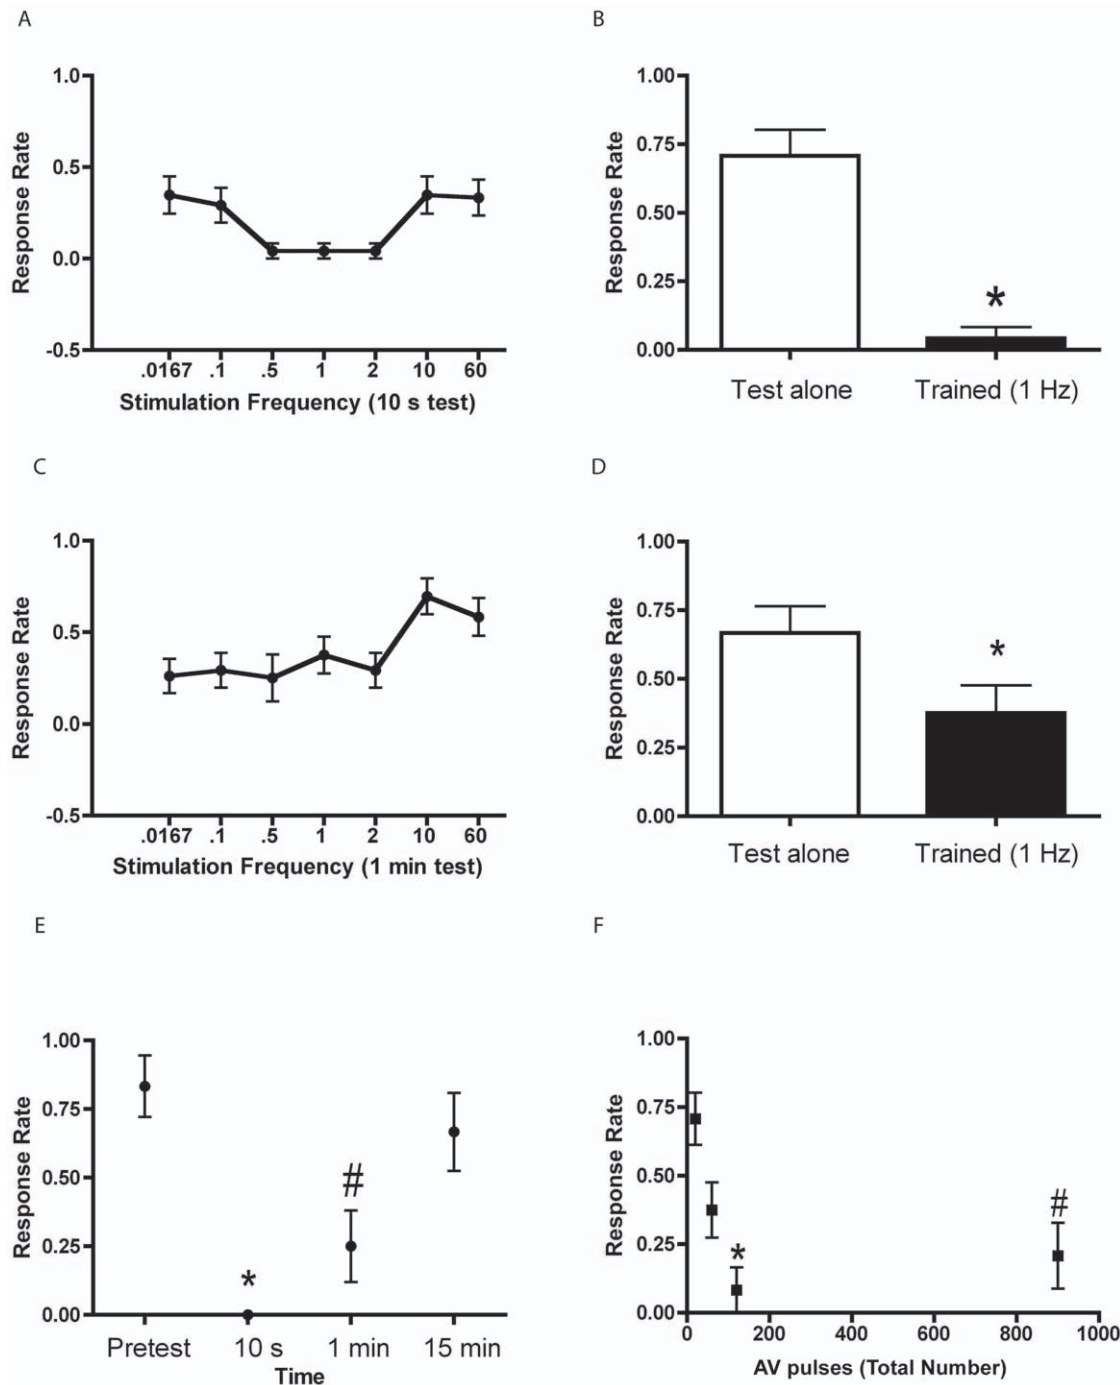 A
1.0
0.5
0.0
-0.5
Response Rate
.0167 .1 .5 1 2 10 60
Stimulation Frequency (10 s test)
B
1.00
0.75
0.50
0.25
0.00
Response Rate
*
Test alone Trained (1 Hz)
C
1.0
0.5
0.0
-0.5
Response Rate
.0167 .1 .5 1 2 10 60
Stimulation Frequency (1 min test)
D
1.00
0.75
0.50
0.25
0.00
Response Rate
*
Test alone Trained (1 Hz)
E
1.00
0.75
0.50
0.25
0.00
Response Rate
* #
Pretest 10 s 1 min 15 min
Time
F
1.00
0.75
0.50
0.25
0.00
Response Rate
* #
0 200 400 600 800 1000
AV pulses (Total Number)